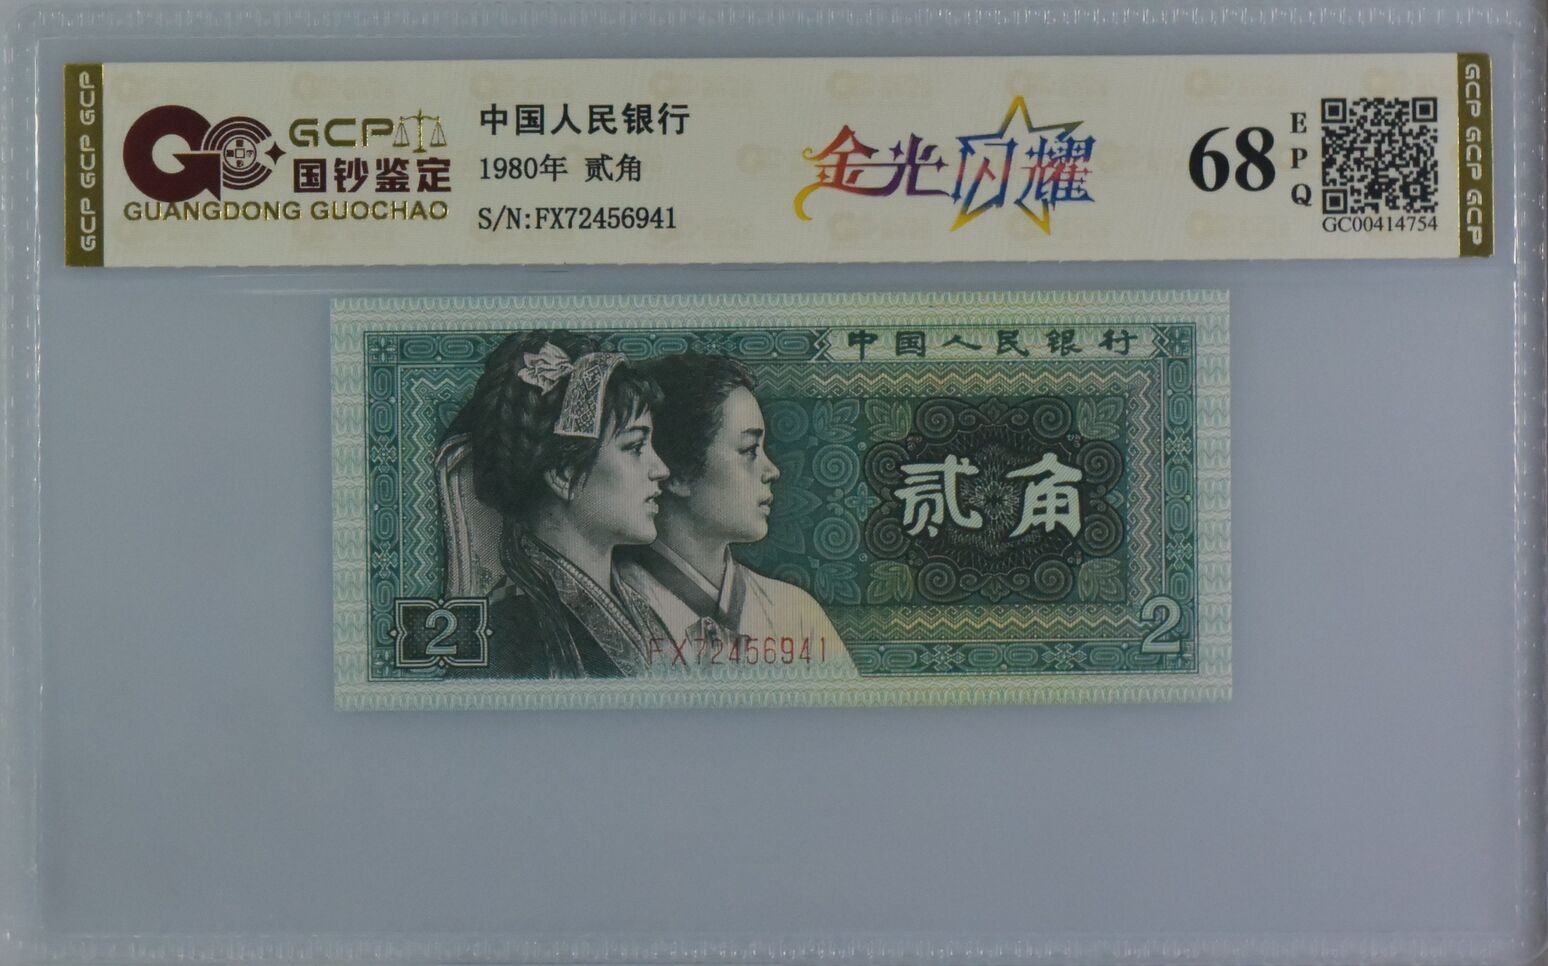 GCP GCP GCP
GCP
国钞鉴定
GUANGDONG GUOCHAO
中国人民银行
1980年 贰角
S/N:FX72456941
金光闪耀
68
EPQ
GC00414754
GCP GCP GCP
中国人民银行
贰角
2
2
FX72456941